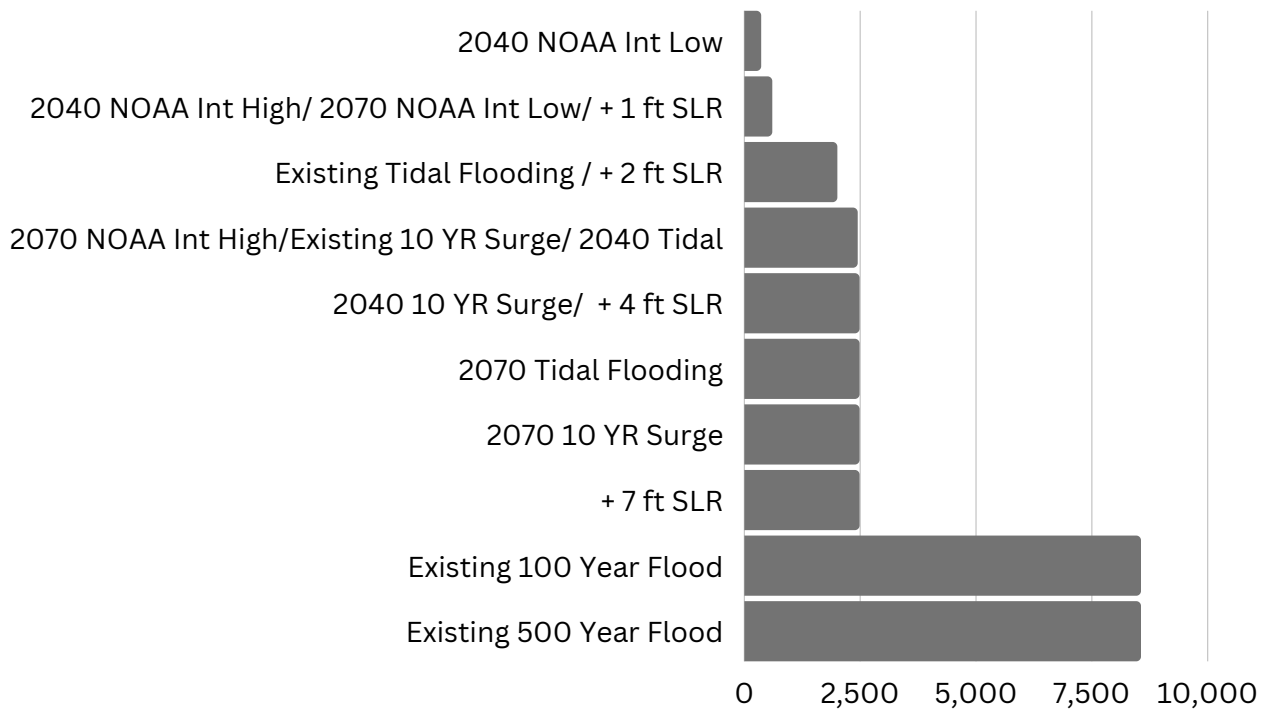 2040 NOAA Int Low
2040 NOAA Int High/ 2070 NOAA Int Low/ + 1 ft SLR
Existing Tidal Flooding / + 2 ft SLR
2070 NOAA Int High/Existing 10 YR Surge/ 2040 Tidal
2040 10 YR Surge/  + 4 ft SLR
2070 Tidal Flooding
2070 10 YR Surge
+ 7 ft SLR
Existing 100 Year Flood
Existing 500 Year Flood
0 2,500 5,000 7,500 10,000